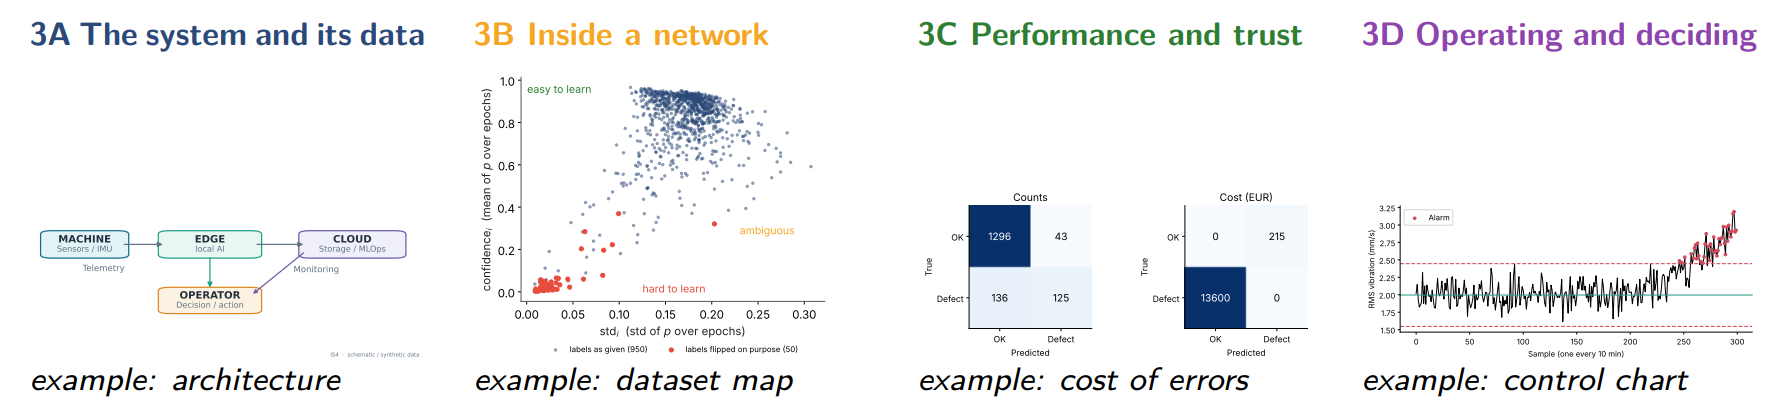 3A The system and its data
MACHINE
Sensors / IMU
EDGE
local AI
CLOUD
Storage / MLOps
Telemetry
Monitoring
OPERATOR
Decision / action
IS4 - schematic / synthetic data
example: architecture
3B Inside a network
1.0
0.8
0.6
0.4
0.2
0.0
confidence_i (mean of p over epochs)
easy to learn
ambiguous
hard to learn
0.00 0.05 0.10 0.15 0.20 0.25 0.30
std_i (std of p over epochs)
labels as given (950) labels flipped on purpose (50)
example: dataset map
3C Performance and trust
Counts
True
OK 1296 43
Defect 136 125
OK Defect
Predicted
Cost (EUR)
True
OK 0 215
Defect 13600 0
OK Defect
Predicted
example: cost of errors
3D Operating and deciding
3.25
3.00
2.75
2.50
2.25
2.00
1.75
1.50
RMS vibration (mm/s)
Alarm
0 50 100 150 200 250 300
Sample (one every 10 min)
example: control chart